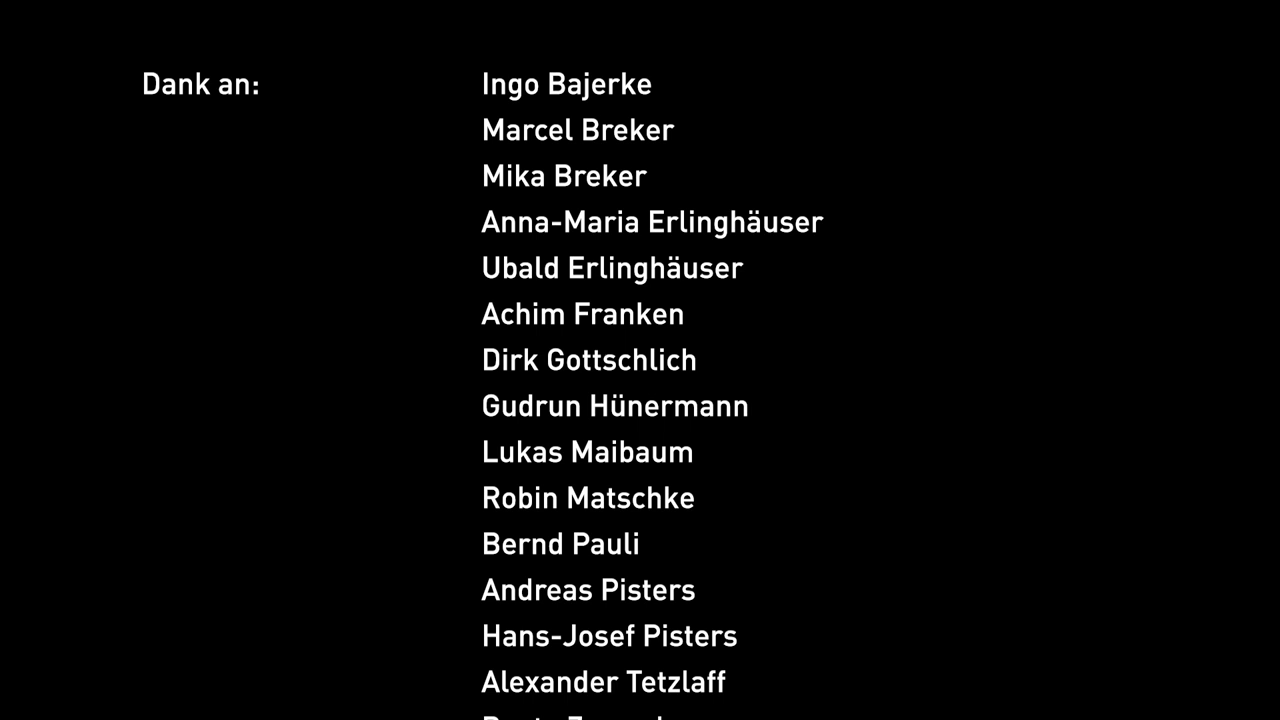 Dank an: Ingo Bajerke
Marcel Breker
Mika Breker
Anna-Maria Erlinghäuser
Ubald Erlinghäuser
Achim Franken
Dirk Gottschlich
Gudrun Hünermann
Lukas Maibaum
Robin Matschke
Bernd Pauli
Andreas Pisters
Hans-Josef Pisters
Alexander Tetzlaff